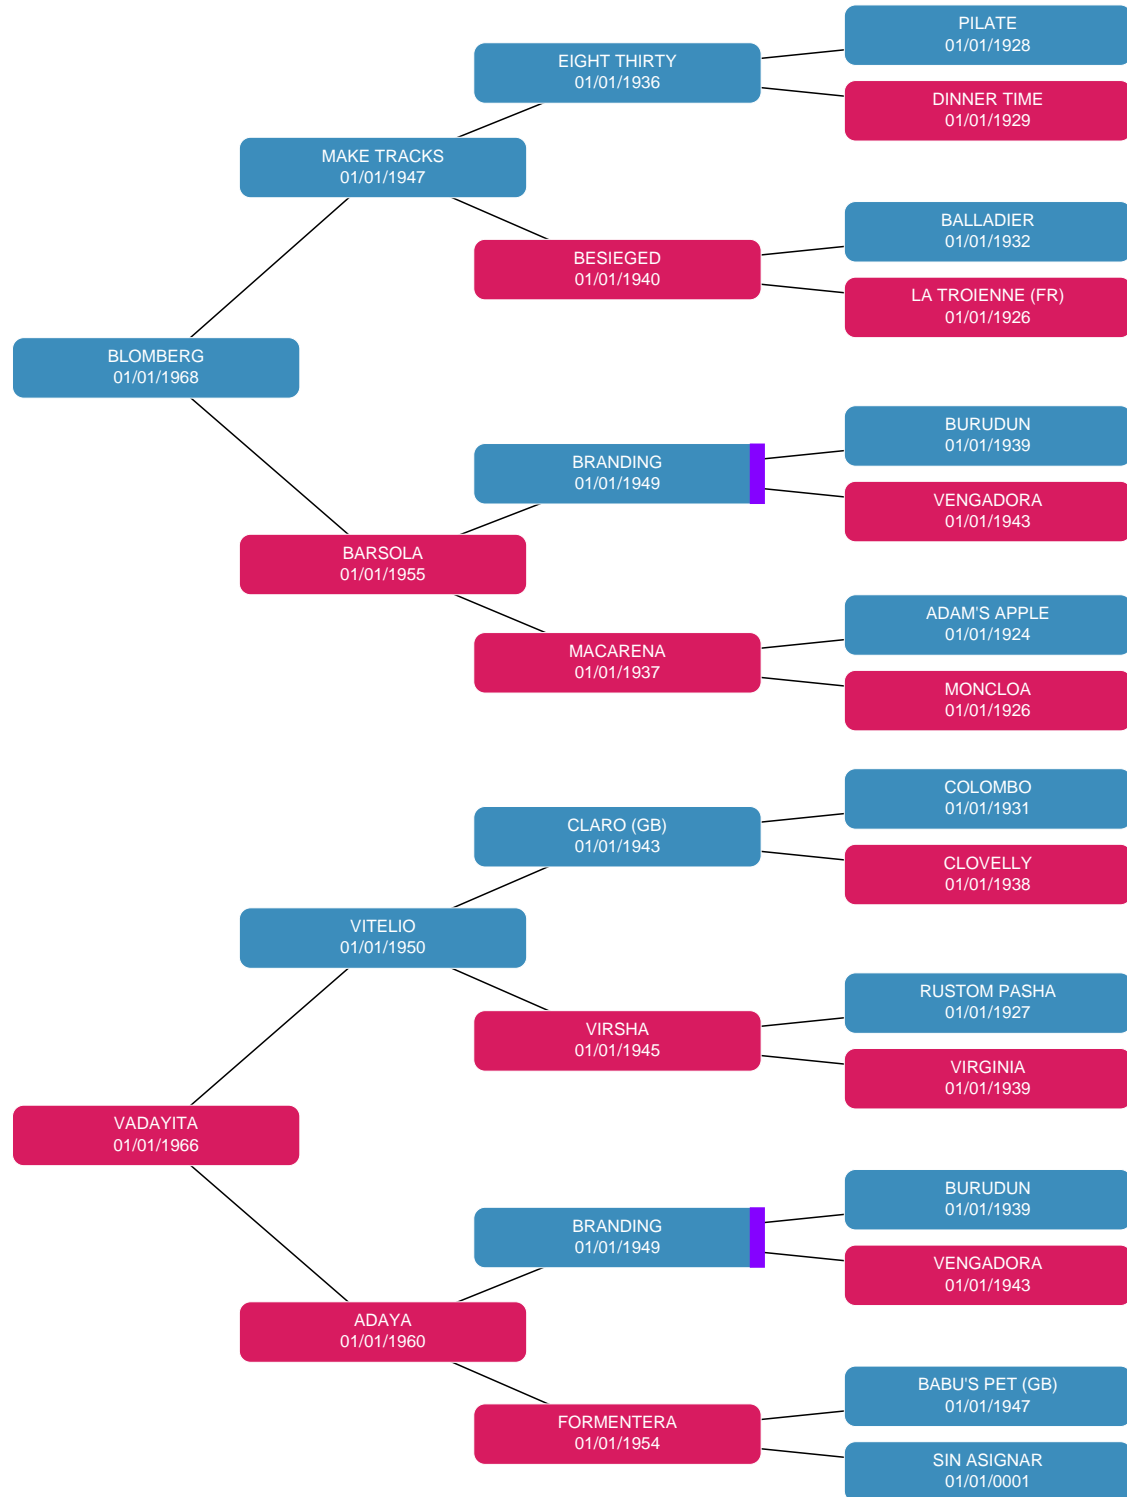 PILATE
01/01/1928
EIGHT THIRTY
01/01/1936
DINNER TIME
01/01/1929
MAKE TRACKS
01/01/1947
BALLADIER
01/01/1932
BESIEGED
01/01/1940
LA TROIENNE (FR)
01/01/1926
BLOMBERG
01/01/1968
BURUDUN
01/01/1939
BRANDING
01/01/1949
VENGADORA
01/01/1943
BARSOLA
01/01/1955
ADAM'S APPLE
01/01/1924
MACARENA
01/01/1937
MONCLOA
01/01/1926
COLOMBO
01/01/1931
CLARO (GB)
01/01/1943
CLOVELLY
01/01/1938
VITELIO
01/01/1950
RUSTOM PASHA
01/01/1927
VIRSHA
01/01/1945
VIRGINIA
01/01/1939
VADAYITA
01/01/1966
BURUDUN
01/01/1939
BRANDING
01/01/1949
VENGADORA
01/01/1943
ADAYA
01/01/1960
BABU'S PET (GB)
01/01/1947
FORMENTERA
01/01/1954
SIN ASIGNAR
01/01/0001